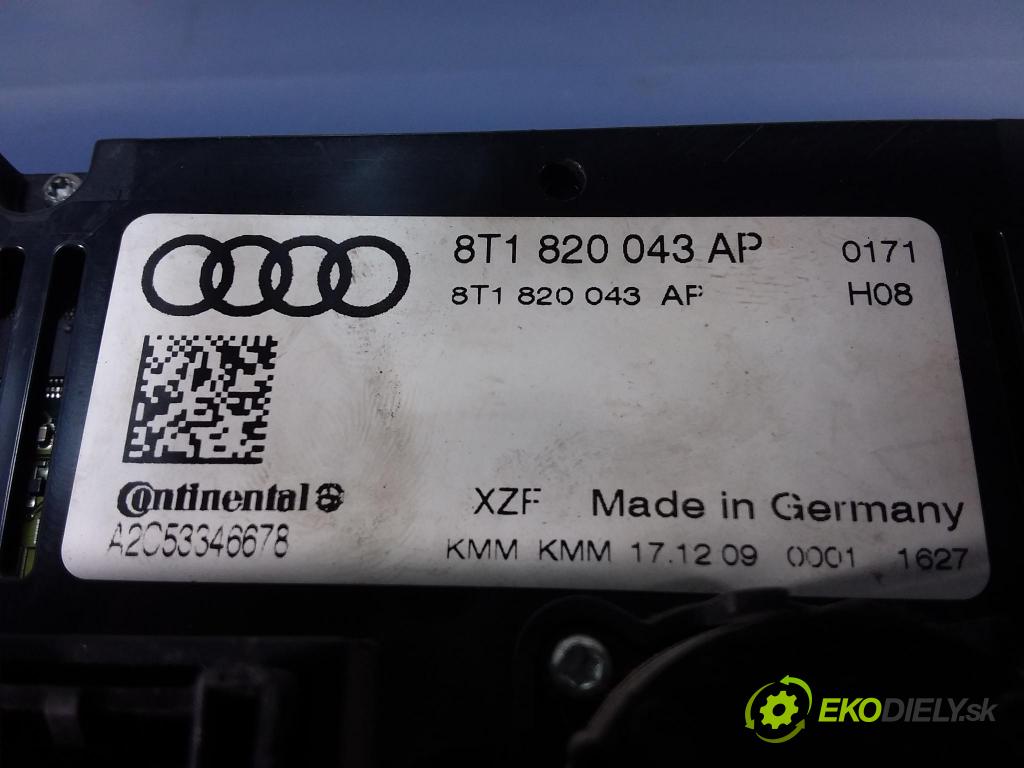 8T1 820 043 AP 0171
8T1 820 043 AP H08
Continental
XZF Made in Germany
A2C53346678
KMM KMM 17.12 09 0001 1627
EKODIELY.sk